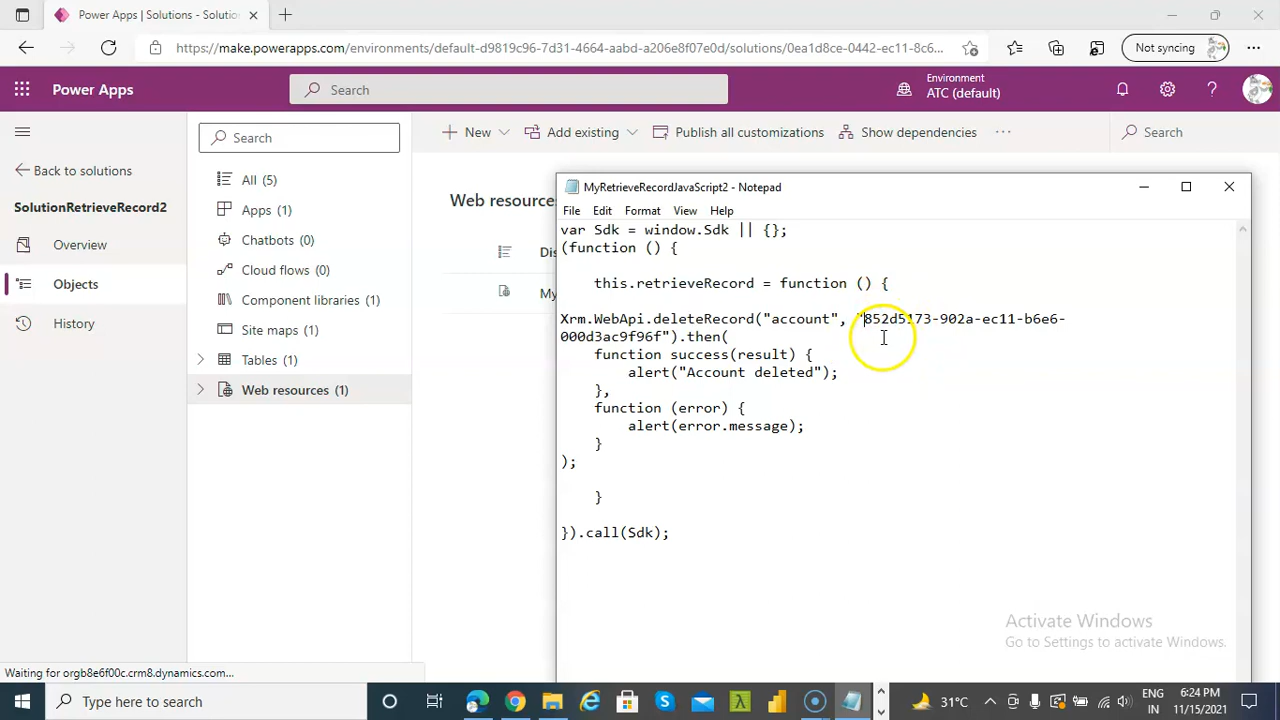 Power Apps | Solutions - Solutio
https://make.powerapps.com/environments/default-d9819c96-7d31-4664-aabd-a206e8f07e0d/solutions/0ea1d8ce-0442-ec11-8c6...
Not syncing
Power Apps
Search
Environment
ATC (default)
Back to solutions
SolutionRetrieveRecord2
Overview
Objects
History
Search
All (5)
Apps (1)
Chatbots (0)
Cloud flows (0)
Component libraries (1)
Site maps (1)
Tables (1)
Web resources (1)
New
Add existing
Publish all customizations
Show dependencies
Search
Web resources
Dis
My
MyRetrieveRecordJavaScript2 - Notepad
File Edit Format View Help
var Sdk = window.Sdk || {};
(function () {
this.retrieveRecord = function () {
Xrm.WebApi.deleteRecord("account", "852d5173-902a-ec11-b6e6-
000d3ac9f96f").then(
function success(result) {
alert("Account deleted");
},
function (error) {
alert(error.message);
}
);
}
}).call(Sdk);
Activate Windows
Go to Settings to activate Windows.
Waiting for orgb8e6f00c.crm8.dynamics.com...
Type here to search
31°C
ENG
IN
6:24 PM
11/15/2021